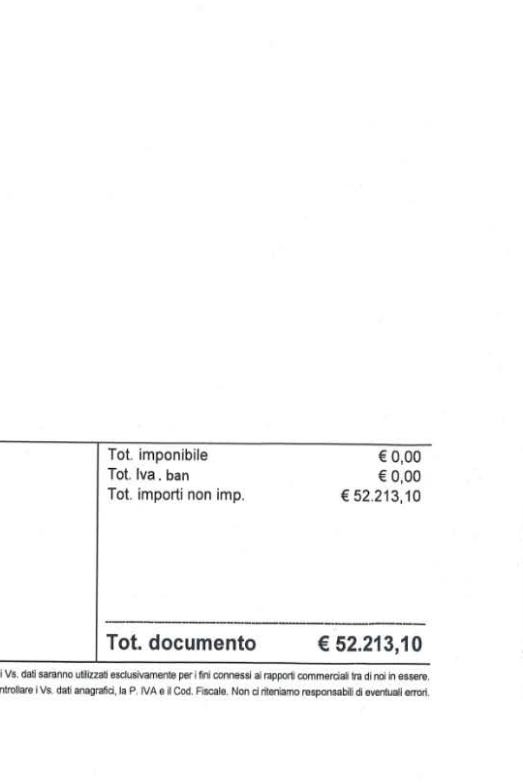 Tot. imponibile € 0,00
Tot. Iva . ban € 0,00
Tot. importi non imp. € 52.213,10
Tot. documento € 52.213,10
i Vs. dati saranno utilizzati esclusivamente per i fini connessi ai rapporti commerciali tra di noi in essere.
ntrollare i Vs. dati anagrafici, la P. IVA e il Cod. Fiscale. Non ci riteniamo responsabili di eventuali errori.